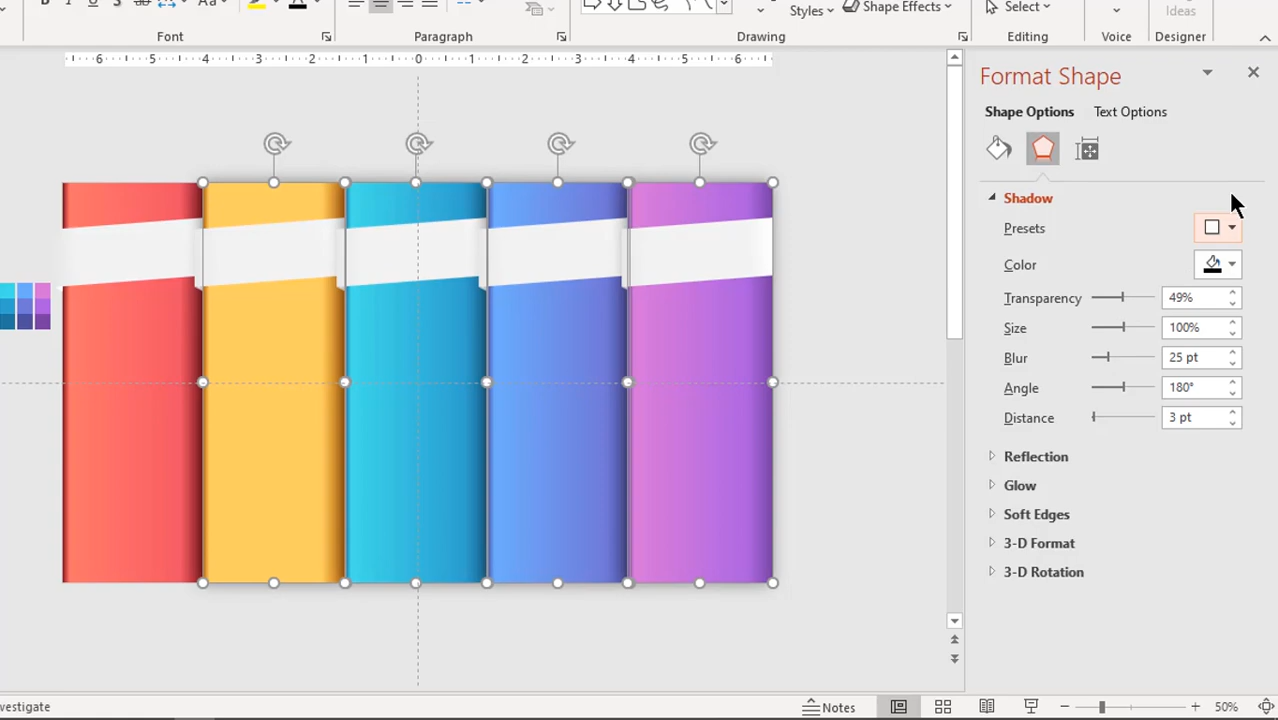 B I U S ab Aa A
Styles Shape Effects Select Ideas
Font Paragraph Drawing Editing Voice Designer
6 5 4 3 2 1 0 1 2 3 4 5 6
Format Shape
Shape Options Text Options
Shadow
Presets
Color
Transparency 49%
Size 100%
Blur 25 pt
Angle 180°
Distance 3 pt
Reflection
Glow
Soft Edges
3-D Format
3-D Rotation
vestigate Notes 50%